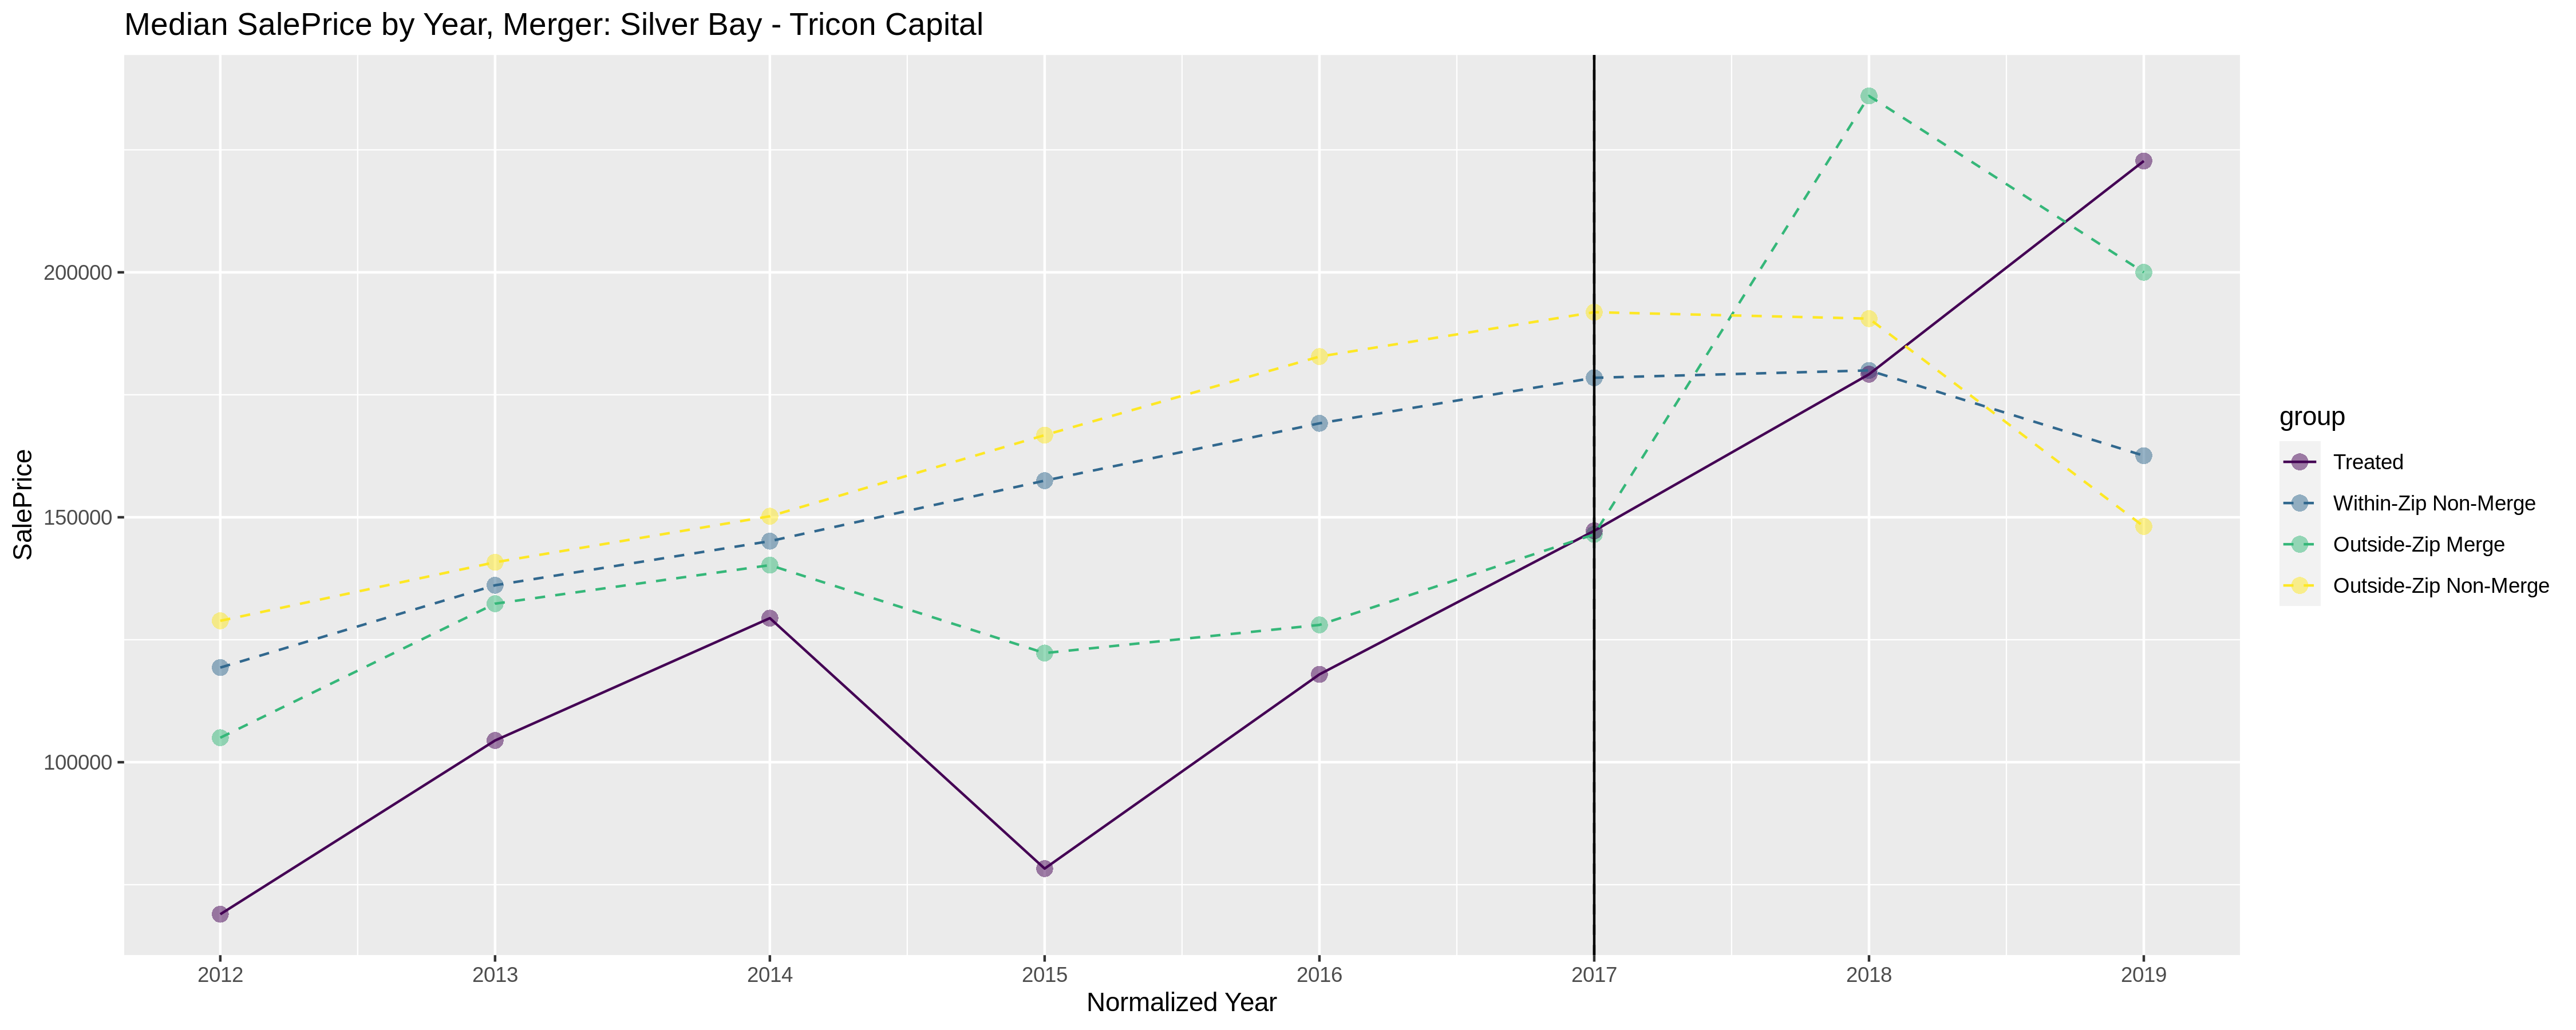 Median SalePrice by Year, Merger: Silver Bay - Tricon Capital
SalePrice
200000
150000
100000
2012 2013 2014 2015 2016 2017 2018 2019
Normalized Year
group
Treated
Within-Zip Non-Merge
Outside-Zip Merge
Outside-Zip Non-Merge